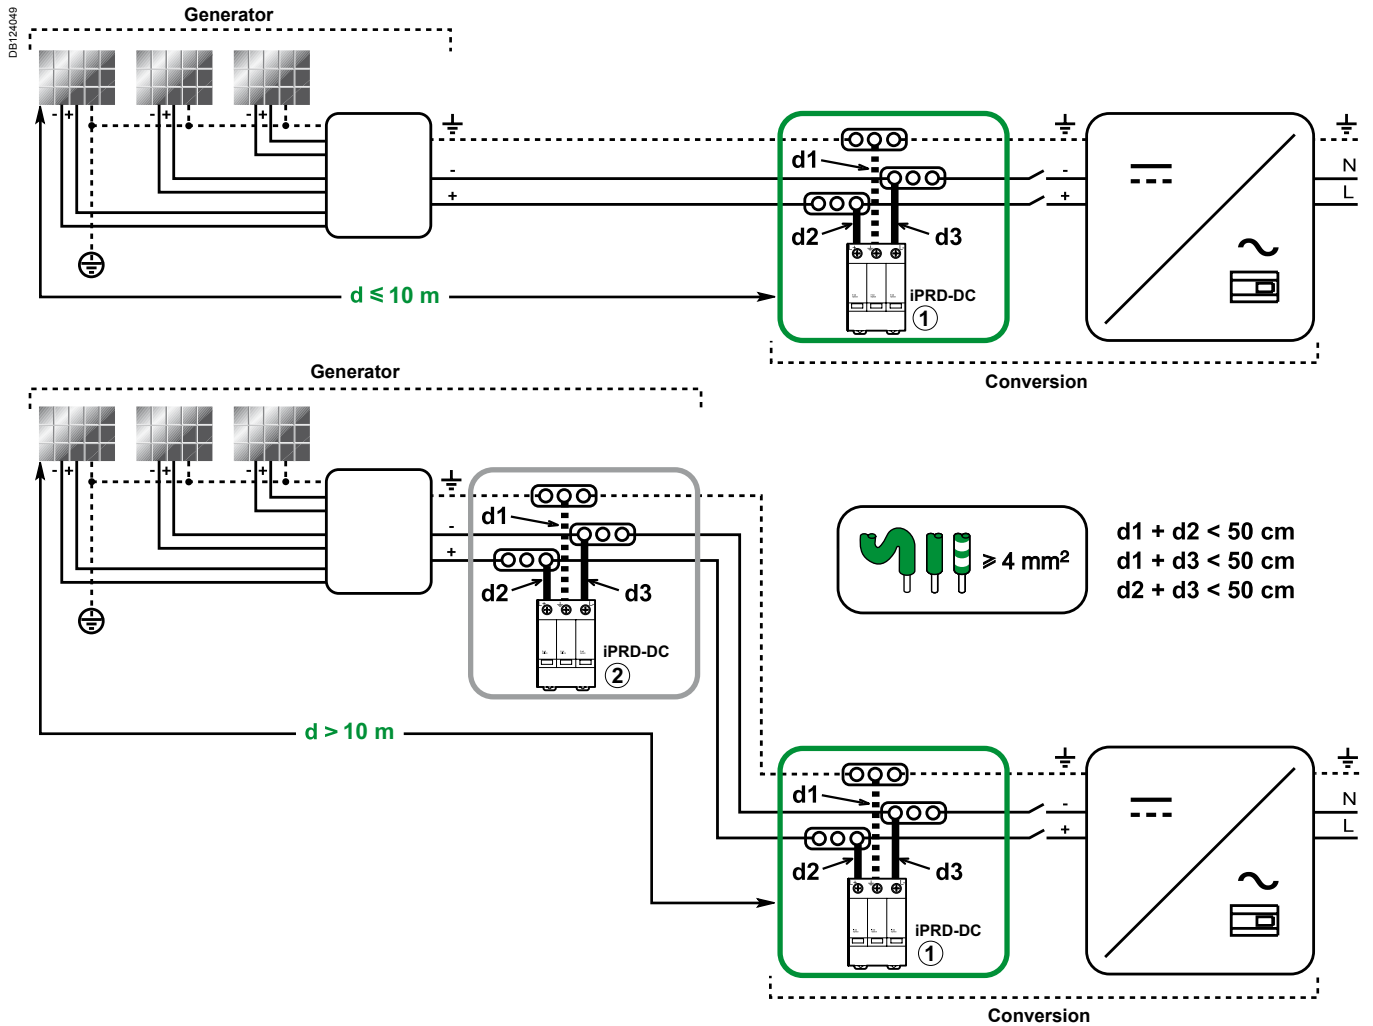 DB124049
Generator
- +
- +
- +
-
+
d1
d2
d3
iPRD-DC
1
-
+
N
L
d ≤ 10 m
Conversion
Generator
- +
- +
- +
-
+
d1
d2
d3
iPRD-DC
2
≥ 4 mm²
d1 + d2 < 50 cm
d1 + d3 < 50 cm
d2 + d3 < 50 cm
d > 10 m
d1
d2
d3
iPRD-DC
1
-
+
N
L
Conversion